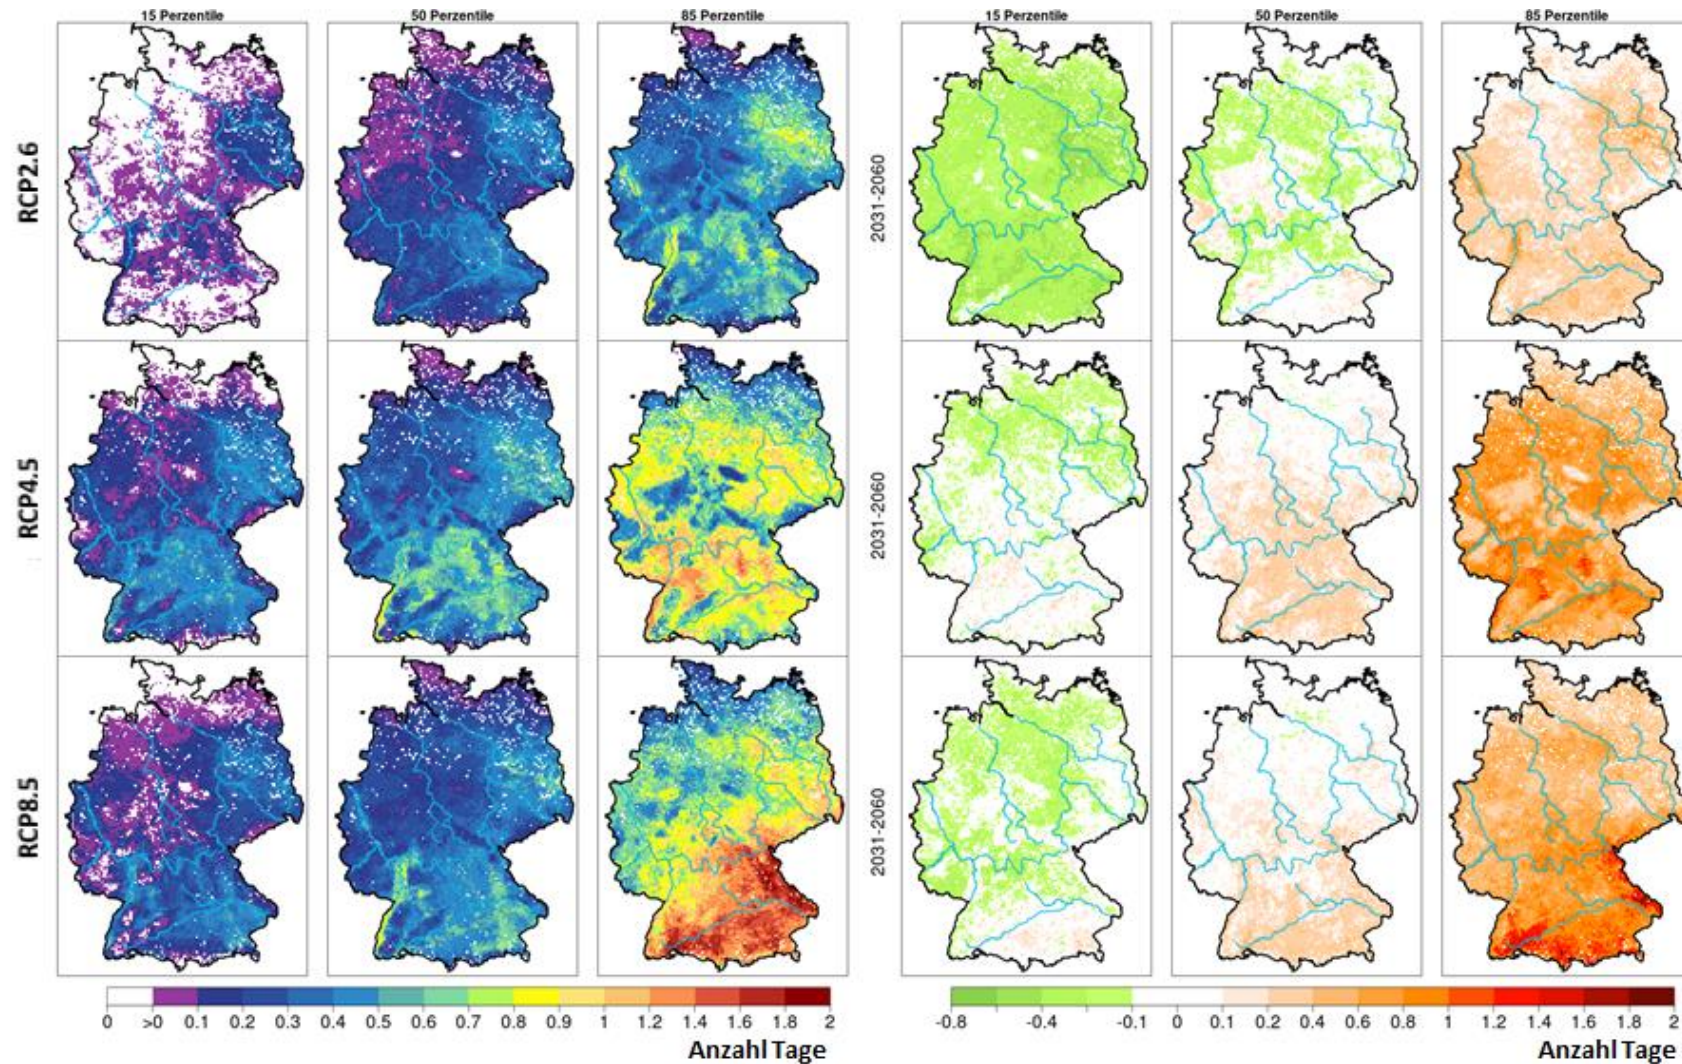 15 Perzentile
50 Perzentile
85 Perzentile
15 Perzentile
50 Perzentile
85 Perzentile
RCP2.6
2031-2060
RCP4.5
2031-2060
RCP8.5
2031-2060
0 >0 0.1 0.2 0.3 0.4 0.5 0.6 0.7 0.8 0.9 1 1.2 1.4 1.6 1.8 2
Anzahl Tage
-0.8 -0.4 -0.1 0 0.1 0.2 0.4 0.6 0.8 1 1.2 1.4 1.6 1.8 2
Anzahl Tage